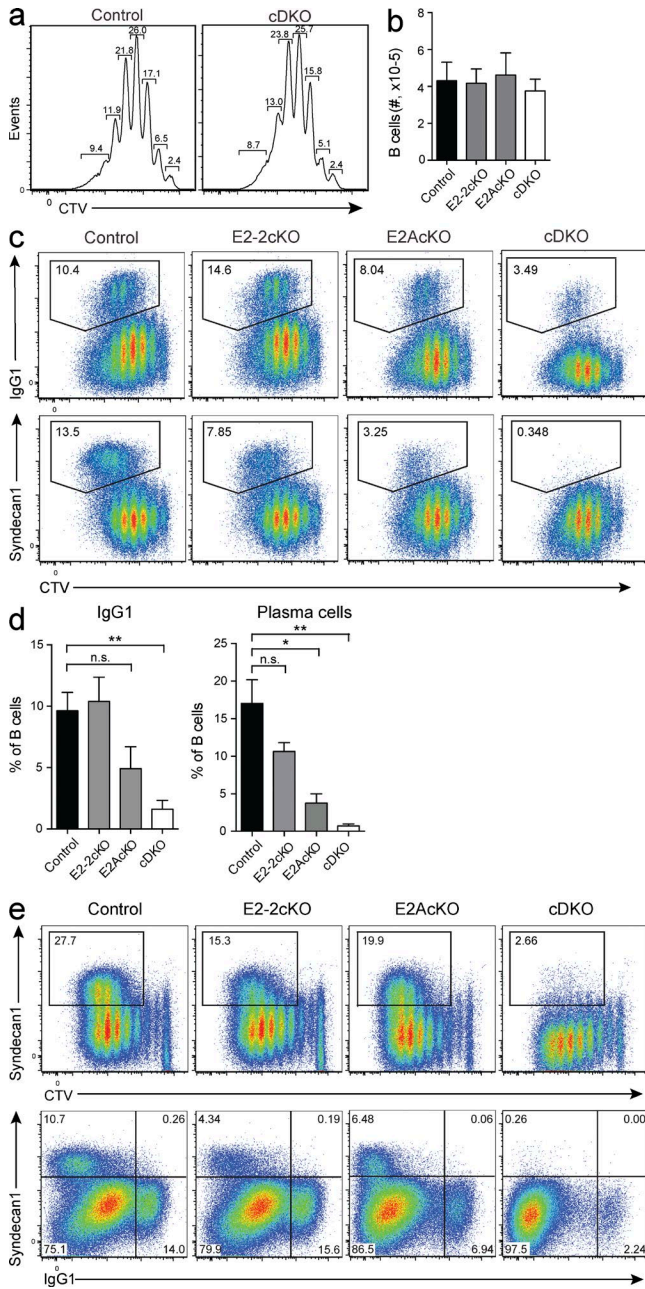 a
Control
cDKO
Events
9.4
11.9
21.8
26.0
17.1
6.5
2.4
0
0
8.7
13.0
23.8
25.7
15.8
5.1
2.4
0
CTV
b
B cells (#, x10-5)
8
6
4
2
0
Control
E2-2cKO
E2AcKO
cDKO
c
Control
E2-2cKO
E2AcKO
cDKO
IgG1
10.4
14.6
8.04
3.49
0
0
Syndecan1
13.5
7.85
3.25
0.348
0
0
CTV
d
IgG1
Plasma cells
% of B cells
15
10
5
0
n.s.
**
Control
E2-2cKO
E2AcKO
cDKO
% of B cells
25
20
15
10
5
0
**
*
n.s.
Control
E2-2cKO
E2AcKO
cDKO
e
Control
E2-2cKO
E2AcKO
cDKO
Syndecan1
27.7
15.3
19.9
2.66
0
0
CTV
Syndecan1
10.7 0.26
4.34 0.19
6.48 0.06
0.26 0.00
0
75.1 14.0
79.9 15.6
86.5 6.94
97.5 2.24
0
IgG1